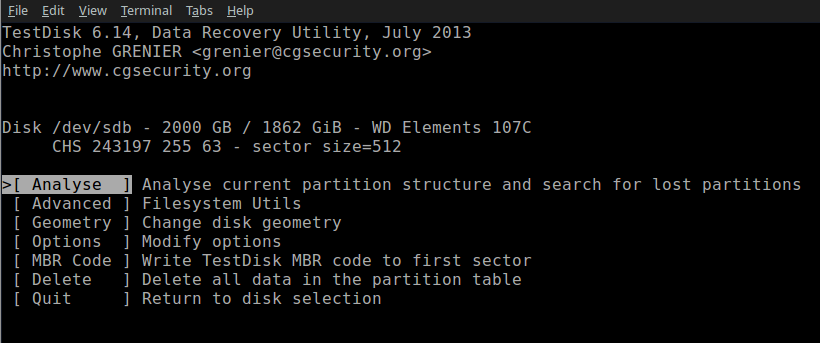 File Edit View Terminal Tabs Help
TestDisk 6.14, Data Recovery Utility, July 2013
Christophe GRENIER <grenier@cgsecurity.org>
http://www.cgsecurity.org
Disk /dev/sdb - 2000 GB / 1862 GiB - WD Elements 107C
     CHS 243197 255 63 - sector size=512
>[ Analyse  ] Analyse current partition structure and search for lost partitions
 [ Advanced ] Filesystem Utils
 [ Geometry ] Change disk geometry
 [ Options  ] Modify options
 [ MBR Code ] Write TestDisk MBR code to first sector
 [ Delete   ] Delete all data in the partition table
 [ Quit     ] Return to disk selection